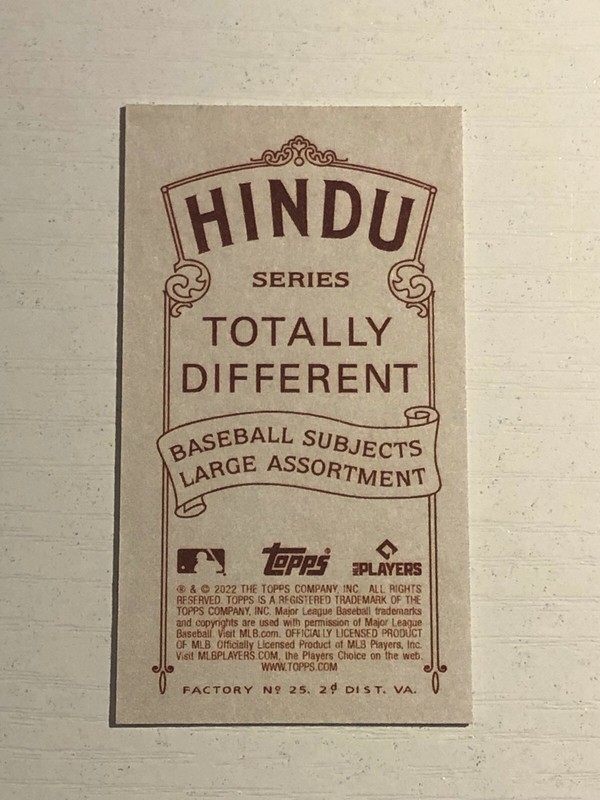 HINDU
SERIES
TOTALLY
DIFFERENT
BASEBALL SUBJECTS
LARGE ASSORTMENT
topps®
MLB PLAYERS
® & © 2022 THE TOPPS COMPANY, INC. ALL RIGHTS
RESERVED. TOPPS IS A REGISTERED TRADEMARK OF THE
TOPPS COMPANY, INC. Major League Baseball trademarks
and copyrights are used with permission of Major League
Baseball. Visit MLB.com. OFFICIALLY LICENSED PRODUCT
OF MLB. Officially Licensed Product of MLB Players, Inc.
Visit MLBPLAYERS.COM, the Players Choice on the web.
WWW.TOPPS.COM
FACTORY Nº 25. 2d DIST. VA.